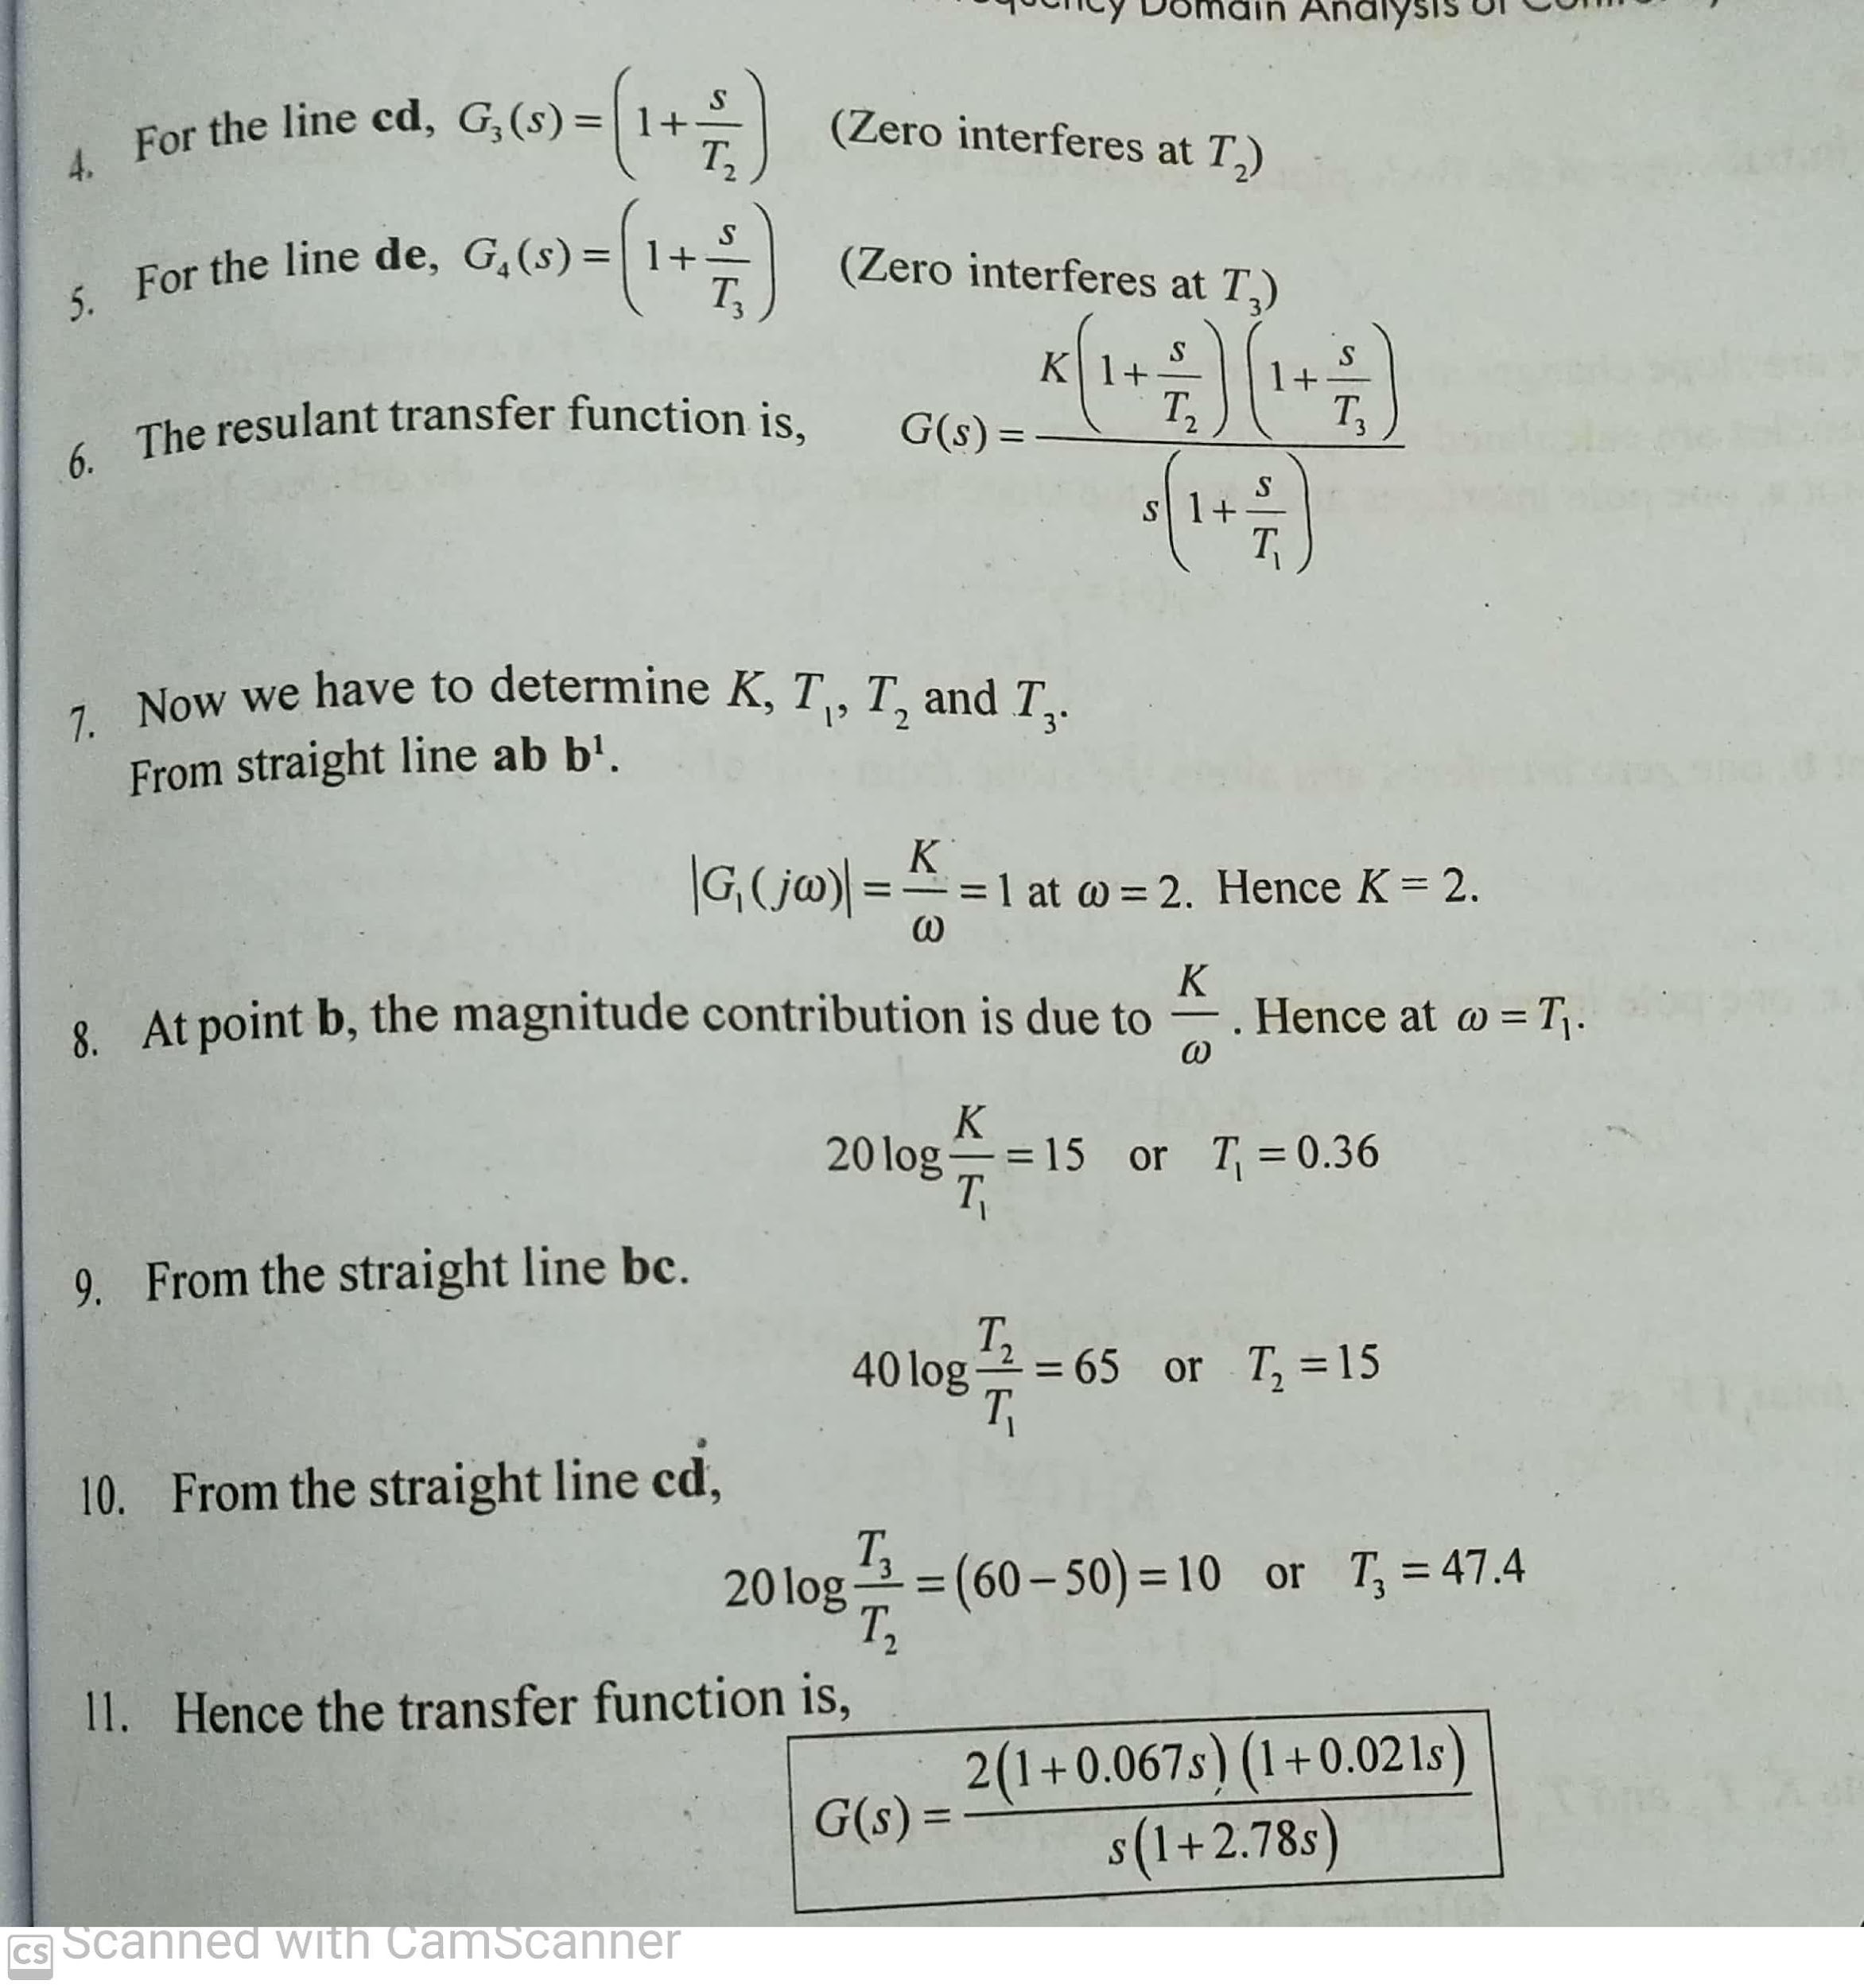 Domain Analysis of
4. For the line cd, G₃(s) = (1 + s/T₂) (Zero interferes at T₂)
5. For the line de, G₄(s) = (1 + s/T₃) (Zero interferes at T₃)
6. The resulant transfer function is, G(s) = K(1 + s/T₂)(1 + s/T₃) / s(1 + s/T₁)
7. Now we have to determine K, T₁, T₂ and T₃.
From straight line ab b¹.
|G₁(jω)| = K/ω = 1 at ω = 2. Hence K = 2.
8. At point b, the magnitude contribution is due to K/ω. Hence at ω = T₁.
20 log K/T₁ = 15 or T₁ = 0.36
9. From the straight line bc.
40 log T₂/T₁ = 65 or T₂ = 15
10. From the straight line cd,
20 log T₃/T₂ = (60 – 50) = 10 or T₃ = 47.4
11. Hence the transfer function is,
G(s) = 2(1 + 0.067s)(1 + 0.021s) / s(1 + 2.78s)
CS Scanned with CamScanner